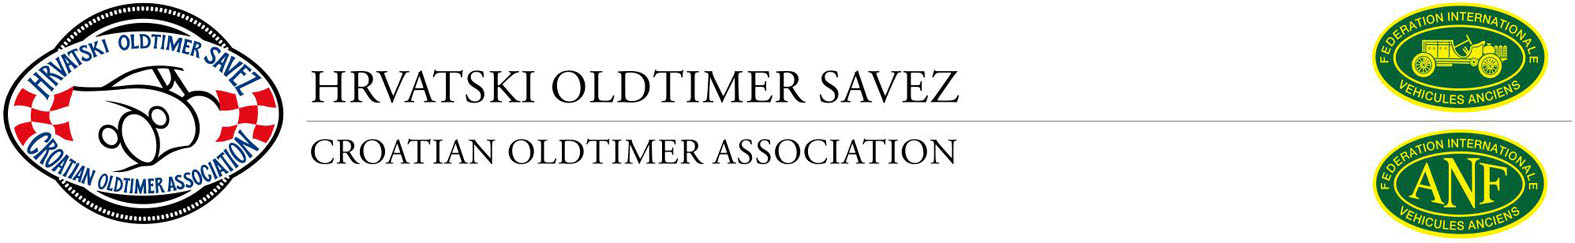 HRVATSKI OLDTIMER SAVEZ
CROATIAN OLDTIMER ASSOCIATION
HRVATSKI OLDTIMER SAVEZ
CROATIAN OLDTIMER ASSOCIATION
FEDERATION INTERNATIONALE
VEHICULES ANCIENS
FEDERATION INTERNATIONALE
ANF
VEHICULES ANCIENS